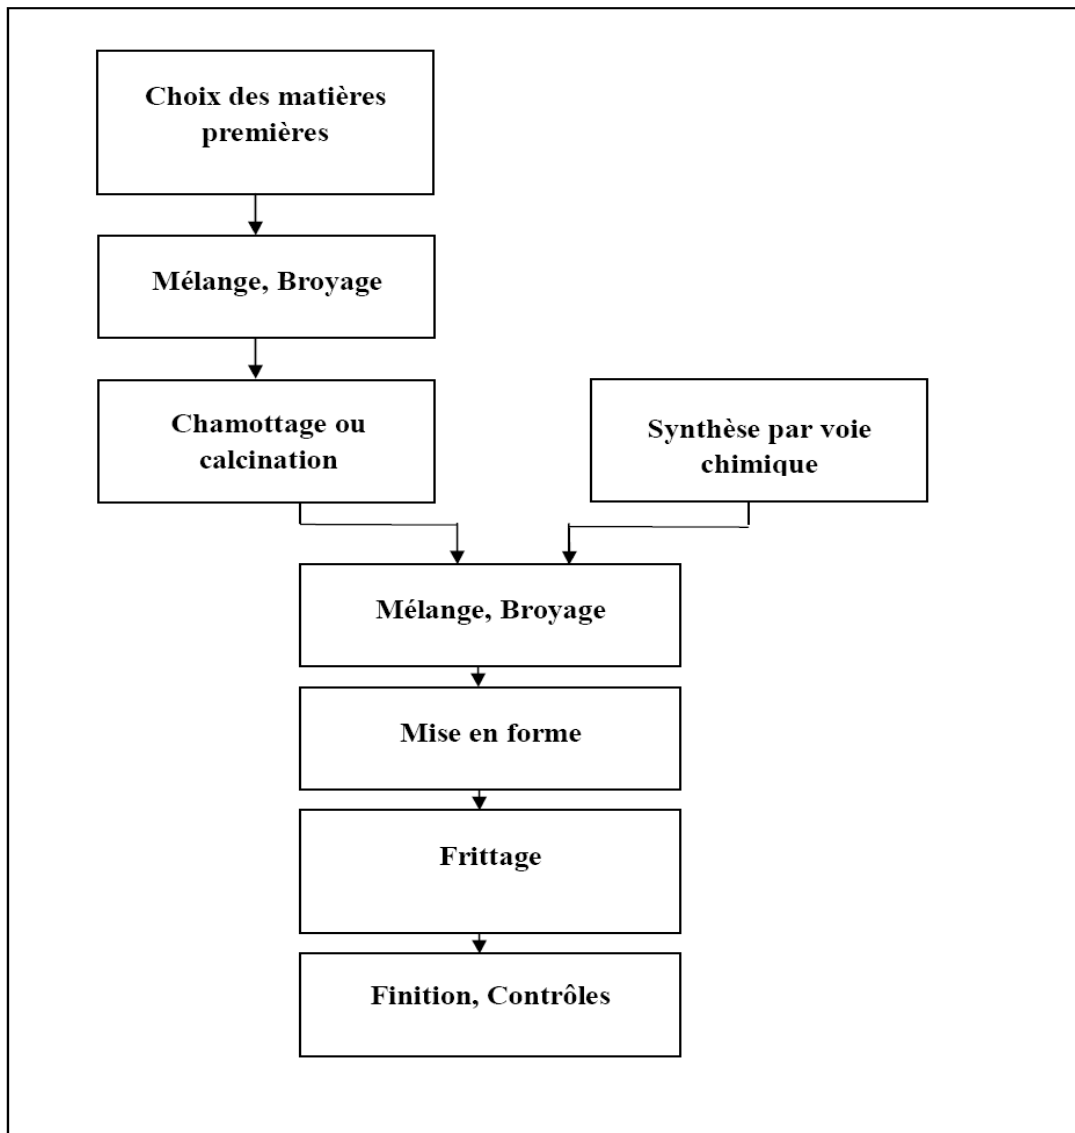 Choix des matières
premières
Mélange, Broyage
Chamottage ou
calcination
Synthèse par voie
chimique
Mélange, Broyage
Mise en forme
Frittage
Finition, Contrôles